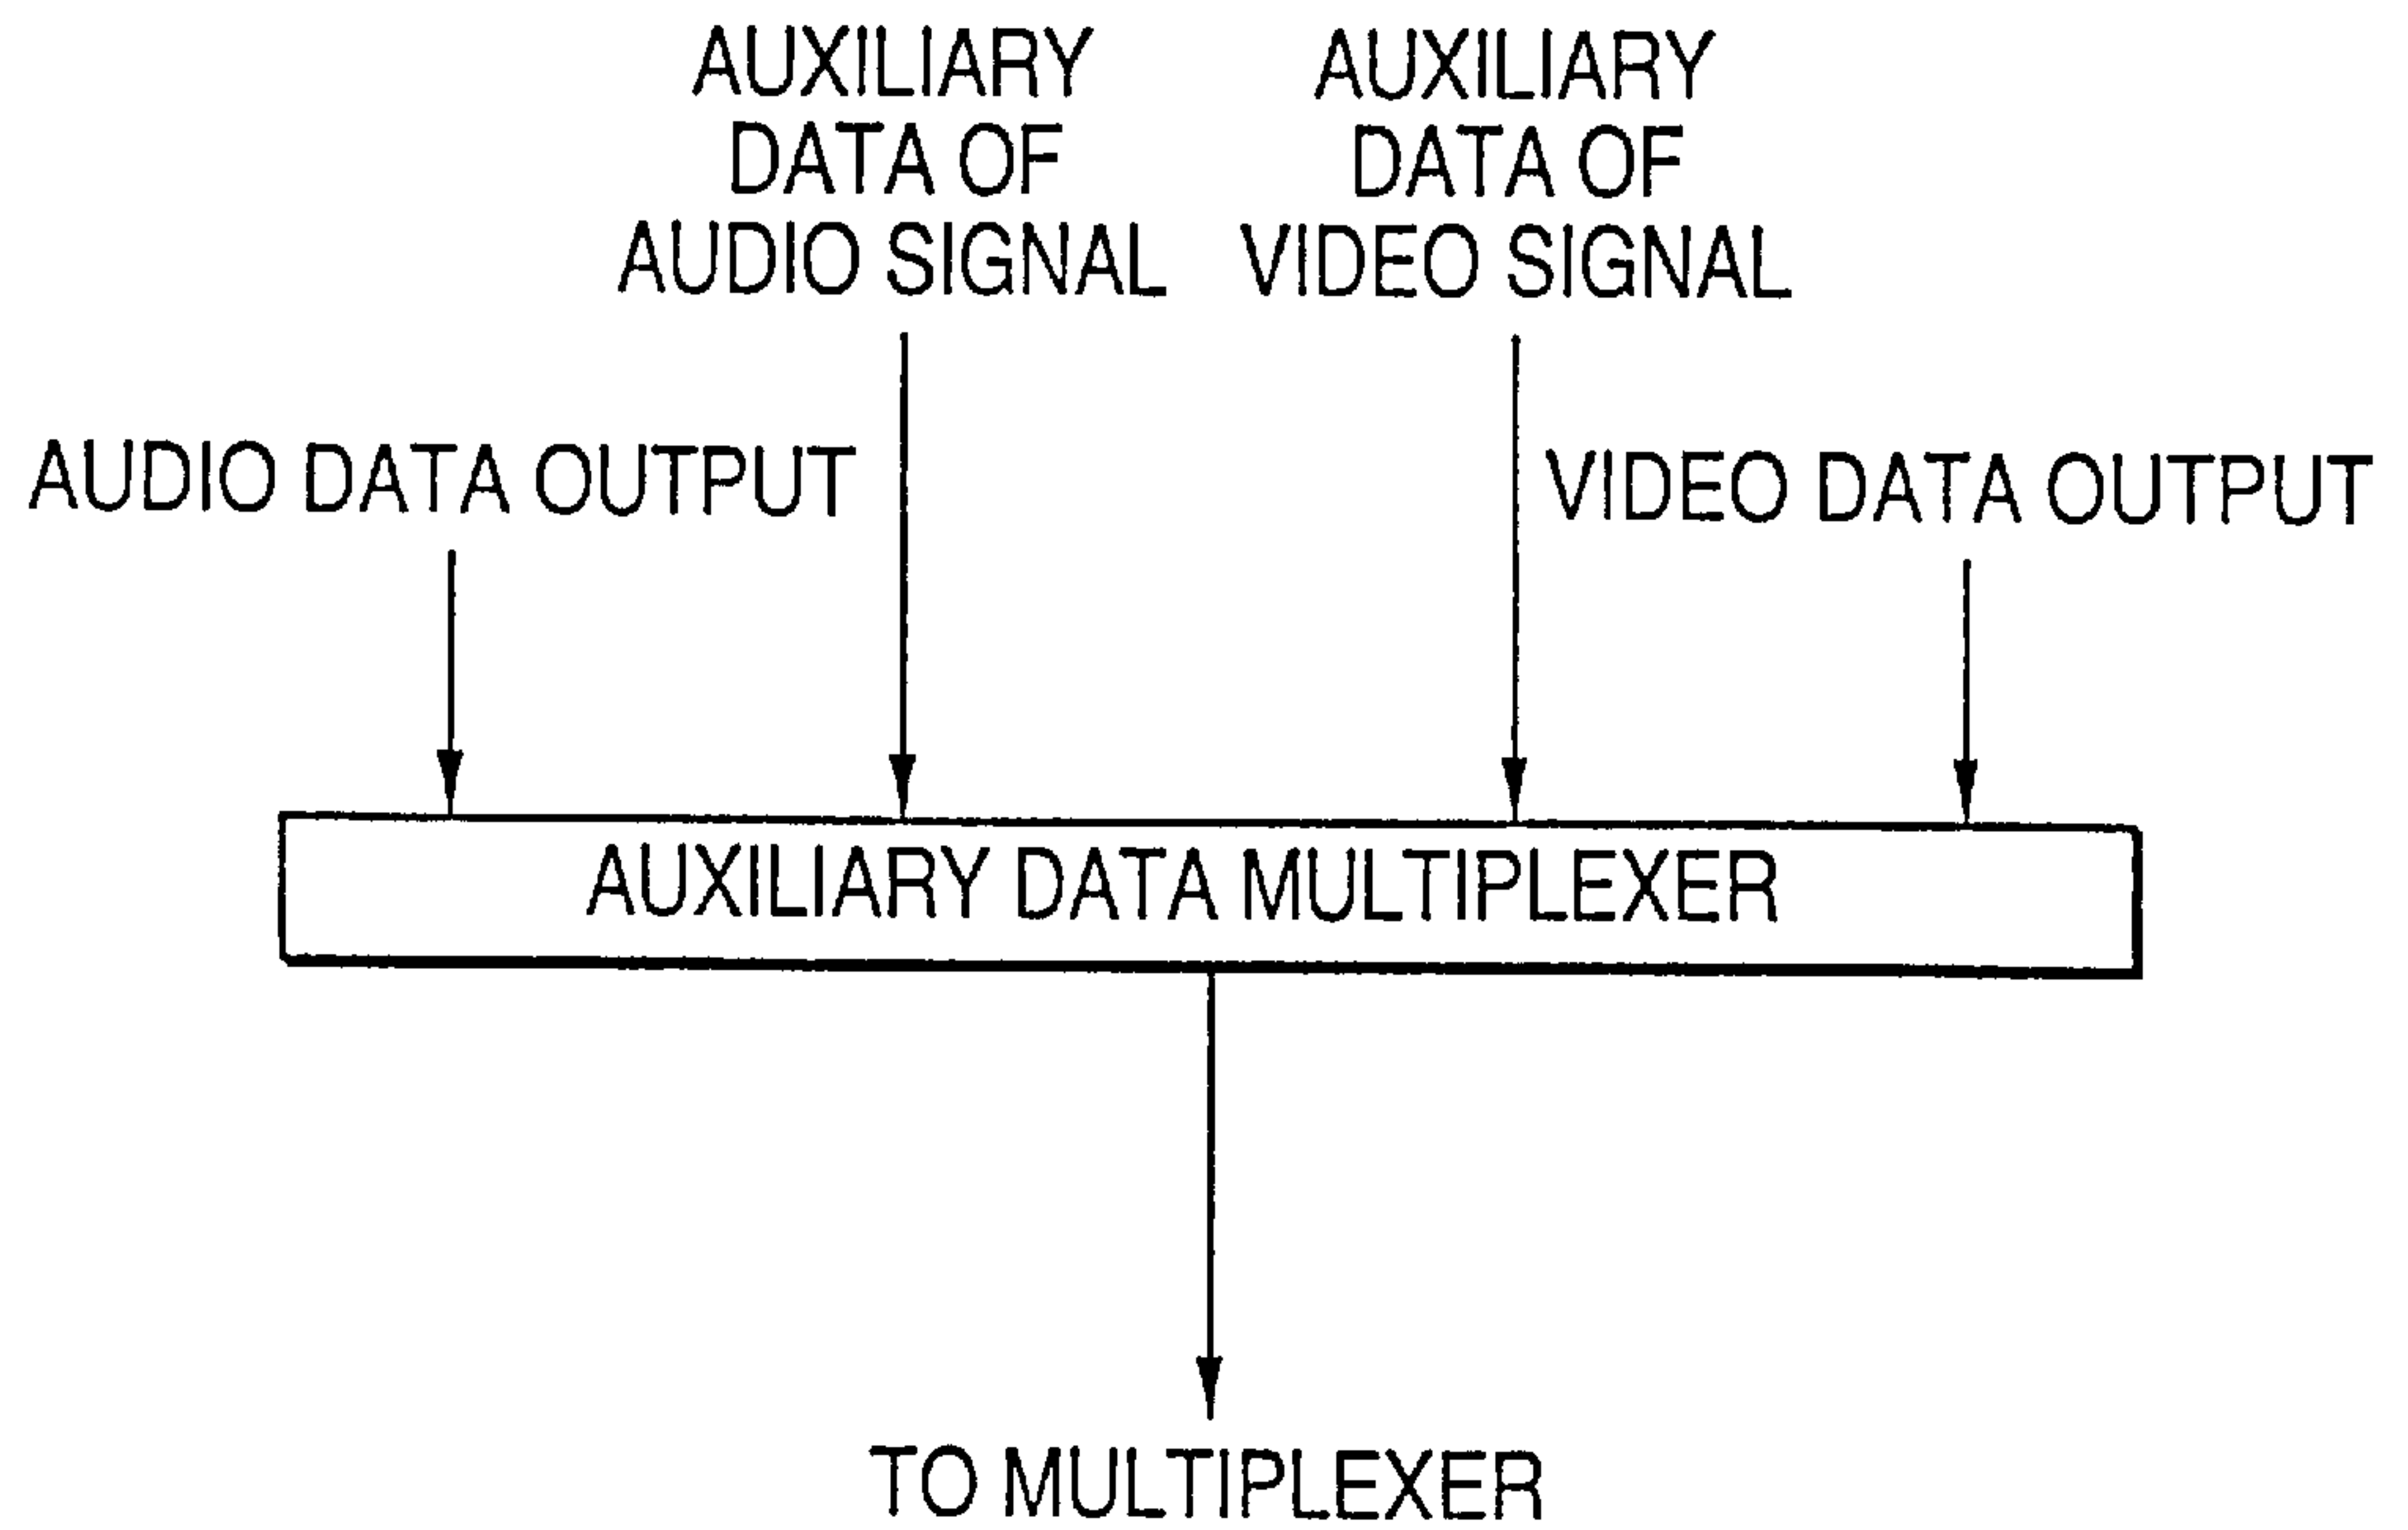 AUXILIARY
DATA OF
AUDIO SIGNAL
AUXILIARY
DATA OF
VIDEO SIGNAL
AUDIO DATA OUTPUT
VIDEO DATA OUTPUT
AUXILIARY DATA MULTIPLEXER
TO MULTIPLEXER